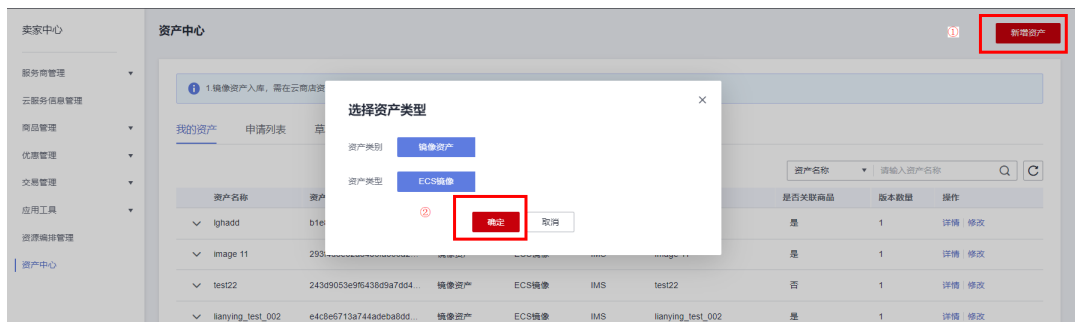 卖家中心
资产中心
①
新增资产
服务商管理
云服务信息管理
商品管理
优惠管理
交易管理
应用工具
资源编排管理
资产中心
1.镜像资产入库，需在云商店资
我的资产 申请列表 草
选择资产类型
资产类别 镜像资产
资产类型 ECS镜像
②
确定 取消
资产名称 请输入资产名称
资产名称 资产 是否关联商品 版本数量 操作
lghadd b1e 是 1 详情 修改
image 11 是 1 详情 修改
test22 243d9053e9f6438d9a7dd4... 镜像资产 ECS镜像 IMS test22 否 1 详情 修改
lianying_test_002 e4c8e6713a744adeba8dd... 镜像资产 ECS镜像 IMS lianying_test_002 是 1 详情 修改